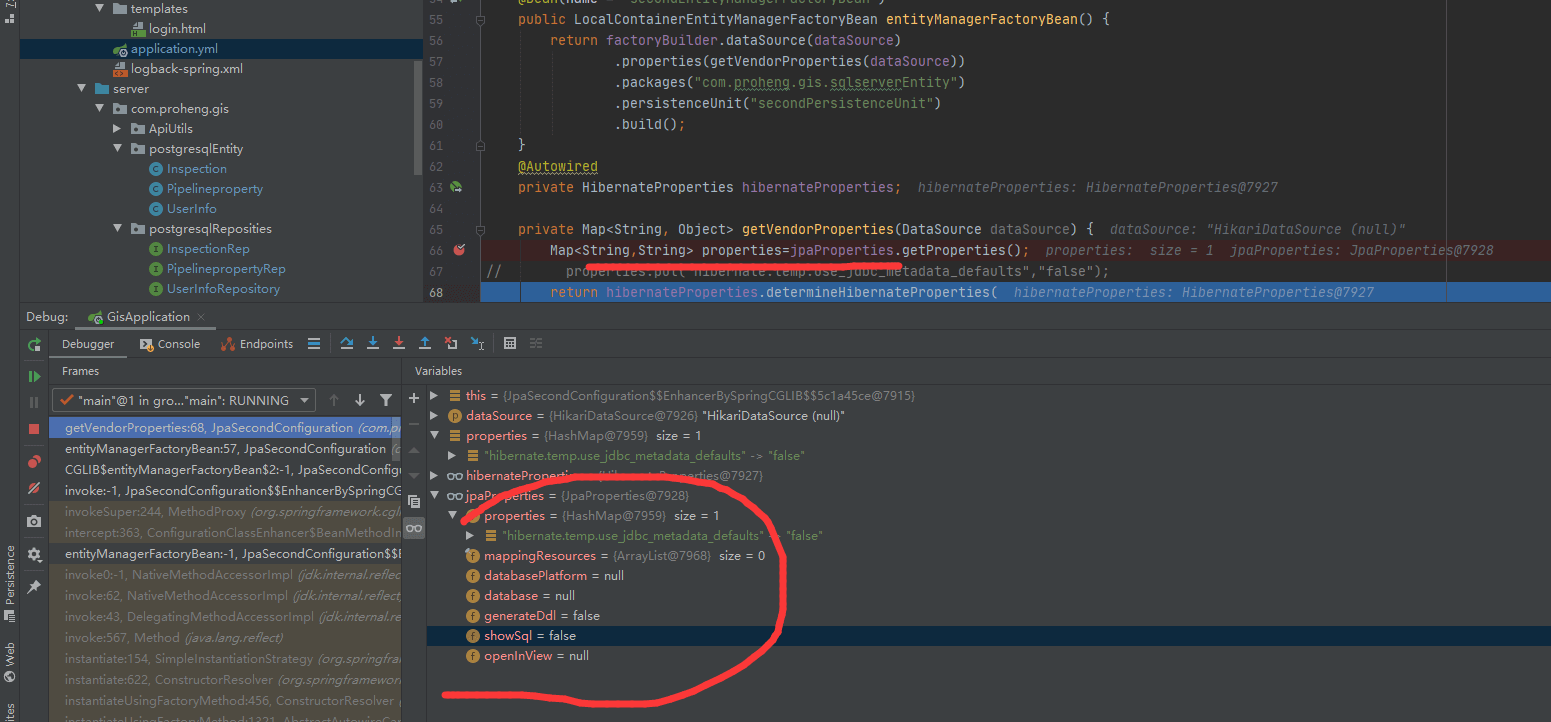 templates
login.html
application.yml
logback-spring.xml
server
com.proheng.gis
ApiUtils
postgresqlEntity
Inspection
Pipelineproperty
UserInfo
postgresqlReposities
InspectionRep
PipelinepropertyRep
UserInfoRepository
55 public LocalContainerEntityManagerFactoryBean entityManagerFactoryBean() {
56 return factoryBuilder.dataSource(dataSource)
57 .properties(getVendorProperties(dataSource))
58 .packages("com.proheng.gis.sqlserverEntity")
59 .persistenceUnit("secondPersistenceUnit")
60 .build();
61 }
62 @Autowired
63 private HibernateProperties hibernateProperties; hibernateProperties: HibernateProperties@7927
64
65 private Map<String, Object> getVendorProperties(DataSource dataSource) { dataSource: "HikariDataSource (null)"
66 Map<String,String> properties=jpaProperties.getProperties(); properties: size = 1 jpaProperties: JpaProperties@7928
67 // properties.put("hibernate.temp.use_jdbc_metadata_defaults","false");
68 return hibernateProperties.determineHibernateProperties( hibernateProperties: HibernateProperties@7927
Debug: GisApplication ×
Debugger Console Endpoints
Frames
"main"@1 in gro..."main": RUNNING
getVendorProperties:68, JpaSecondConfiguration
entityManagerFactoryBean:57, JpaSecondConfiguration
CGLIB$entityManagerFactoryBean$2:-1, JpaSecondConfigu
invoke:-1, JpaSecondConfiguration$$EnhancerBySpringCG
invokeSuper:244, MethodProxy (org.springframework.cgl
intercept:363, ConfigurationClassEnhancer$BeanMethodIn
entityManagerFactoryBean:-1, JpaSecondConfiguration$$E
invoke0:-1, NativeMethodAccessorImpl (jdk.internal.reflec
invoke:62, NativeMethodAccessorImpl (jdk.internal.reflect
invoke:43, DelegatingMethodAccessorImpl (jdk.internal.re
invoke:567, Method (java.lang.reflect)
instantiate:154, SimpleInstantiationStrategy (org.springfra
instantiate:622, ConstructorResolver (org.springframework
instantiateUsingFactoryMethod:456, ConstructorResolver
Variables
this = {JpaSecondConfiguration$$EnhancerBySpringCGLIB$$5c1a45ce@7915}
dataSource = {HikariDataSource@7926} "HikariDataSource (null)"
properties = {HashMap@7959} size = 1
"hibernate.temp.use_jdbc_metadata_defaults" -> "false"
hibernateProperties = {HibernateProperties@7927}
jpaProperties = {JpaProperties@7928}
properties = {HashMap@7959} size = 1
"hibernate.temp.use_jdbc_metadata_defaults" -> "false"
mappingResources = {ArrayList@7968} size = 0
databasePlatform = null
database = null
generateDdl = false
showSql = false
openInView = null
Persistence
Web